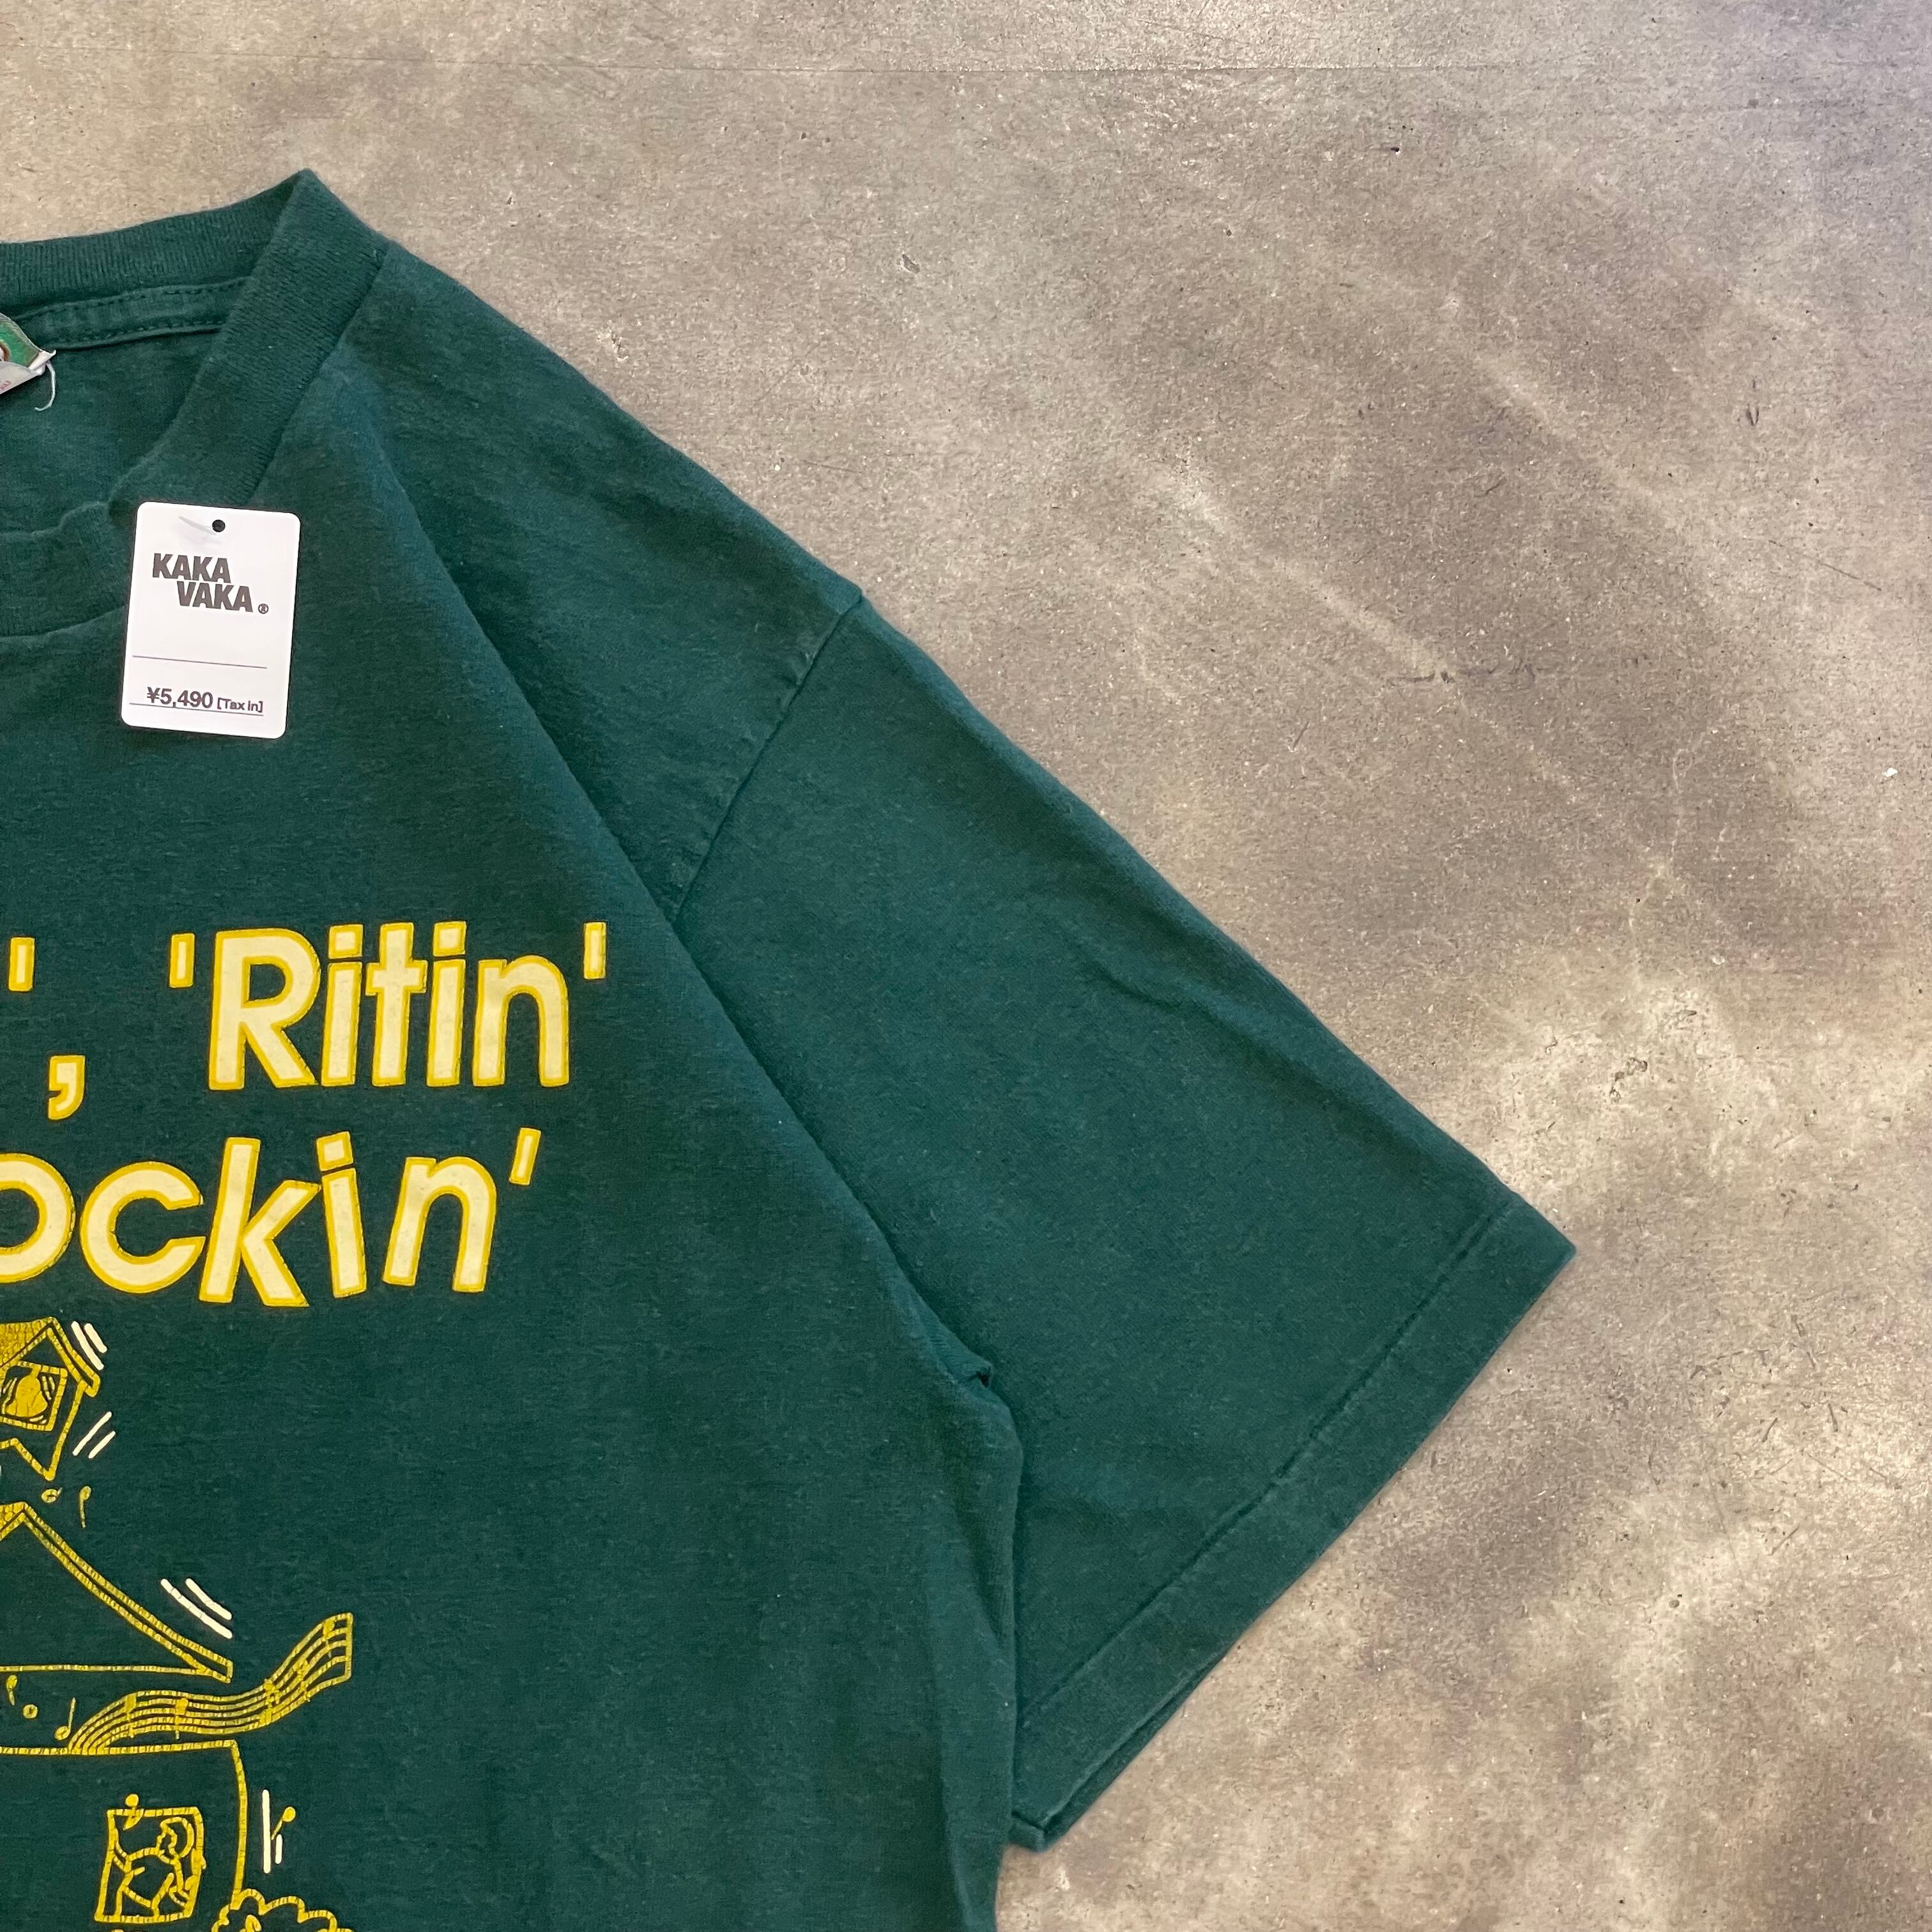 KAKA
VAKA®
¥5,490 [Tax in]
', 'Ritin'
ockin'